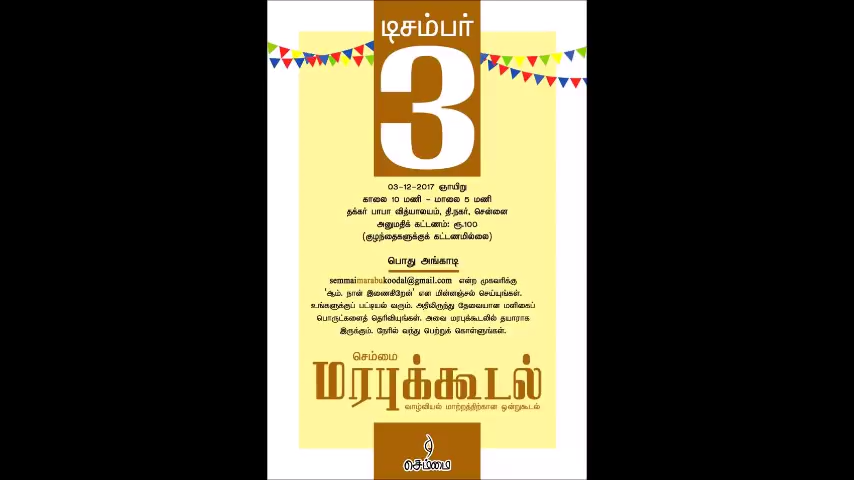 டிசம்பர்
3
03-12-2017 ஞாயிறு
காலை 10 மணி - மாலை 5 மணி
தக்கர் பாபா வித்யாலயம், தி.நகர், சென்னை
அனுமதிக் கட்டணம்: ரூ.100
(குழந்தைகளுக்குக் கட்டணமில்லை)
பொது அங்காடி
semmaimarabukoodal@gmail.com என்ற முகவரிக்கு
'ஆம். நான் இணைகிறேன்' என மின்னஞ்சல் செய்யுங்கள்.
உங்களுக்குப் பட்டியல் வரும். அதிலிருந்து தேவையான மளிகைப்
பொருட்களைத் தெரிவியுங்கள். அவை மரபுக்கூடலில் தயாராக
இருக்கும். நேரில் வந்து பெற்றுக் கொள்ளுங்கள்.
செம்மை
மரபுக்கூடல்
வாழ்வியல் மாற்றத்திற்கான ஒன்றுகூடல்
செம்மை